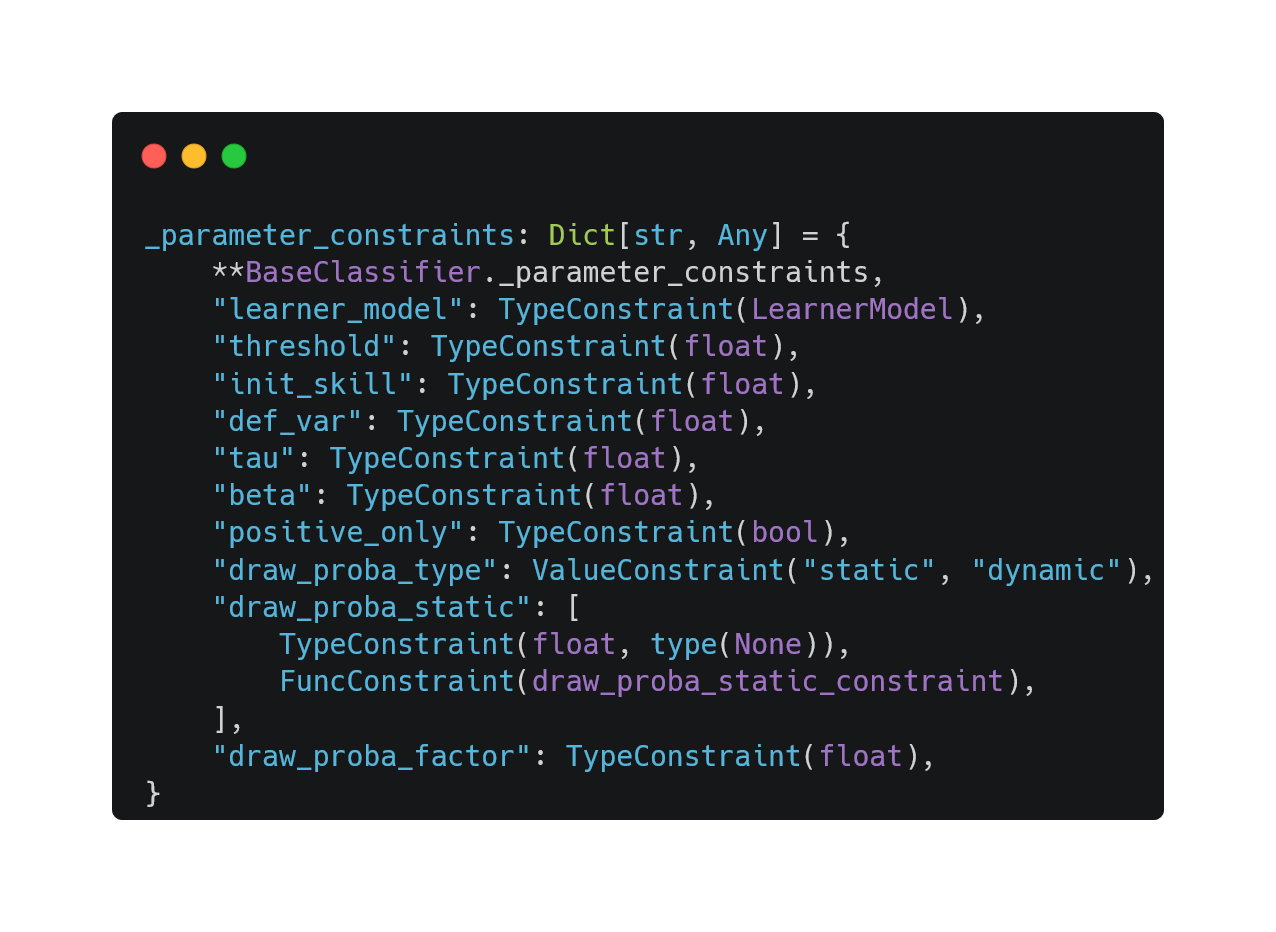 _parameter_constraints: Dict[str, Any] = {
    **BaseClassifier._parameter_constraints,
    "learner_model": TypeConstraint(LearnerModel),
    "threshold": TypeConstraint(float),
    "init_skill": TypeConstraint(float),
    "def_var": TypeConstraint(float),
    "tau": TypeConstraint(float),
    "beta": TypeConstraint(float),
    "positive_only": TypeConstraint(bool),
    "draw_proba_type": ValueConstraint("static", "dynamic"),
    "draw_proba_static": [
        TypeConstraint(float, type(None)),
        FuncConstraint(draw_proba_static_constraint),
    ],
    "draw_proba_factor": TypeConstraint(float),
}